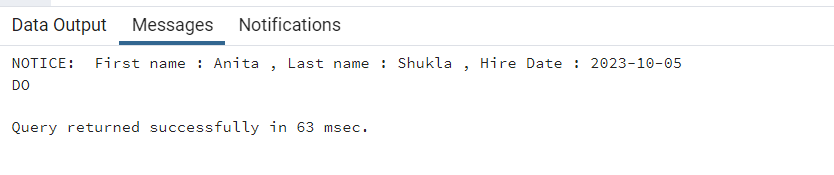 Data Output Messages Notifications
NOTICE:  First name : Anita , Last name : Shukla , Hire Date : 2023-10-05
DO
Query returned successfully in 63 msec.